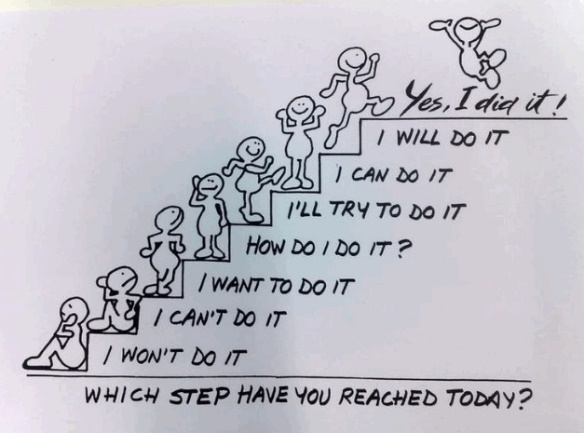 Yes, I did it!
I WILL DO IT
I CAN DO IT
I'LL TRY TO DO IT
HOW DO I DO IT?
I WANT TO DO IT
I CAN'T DO IT
I WON'T DO IT
WHICH STEP HAVE YOU REACHED TODAY?